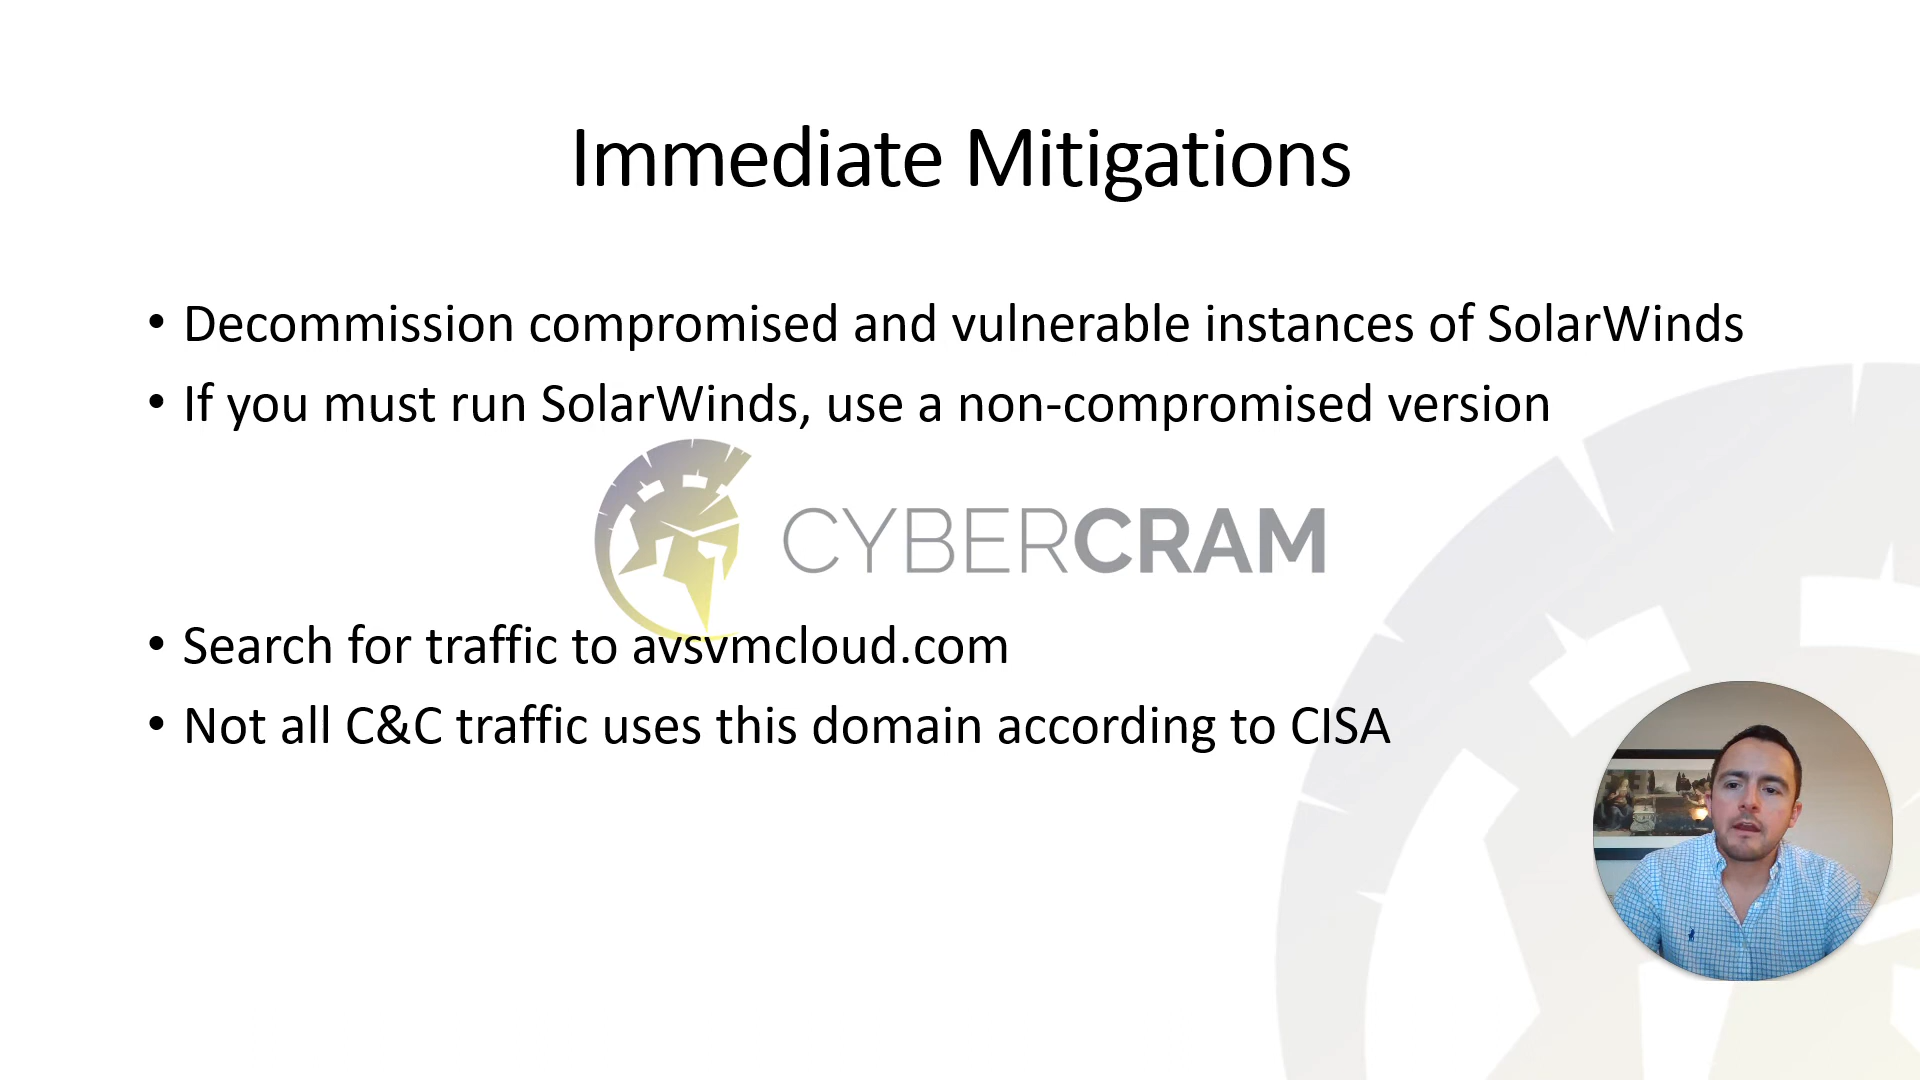 Immediate Mitigations
• Decommission compromised and vulnerable instances of SolarWinds
• If you must run SolarWinds, use a non-compromised version
CYBERCRAM
• Search for traffic to avsvmcloud.com
• Not all C&C traffic uses this domain according to CISA